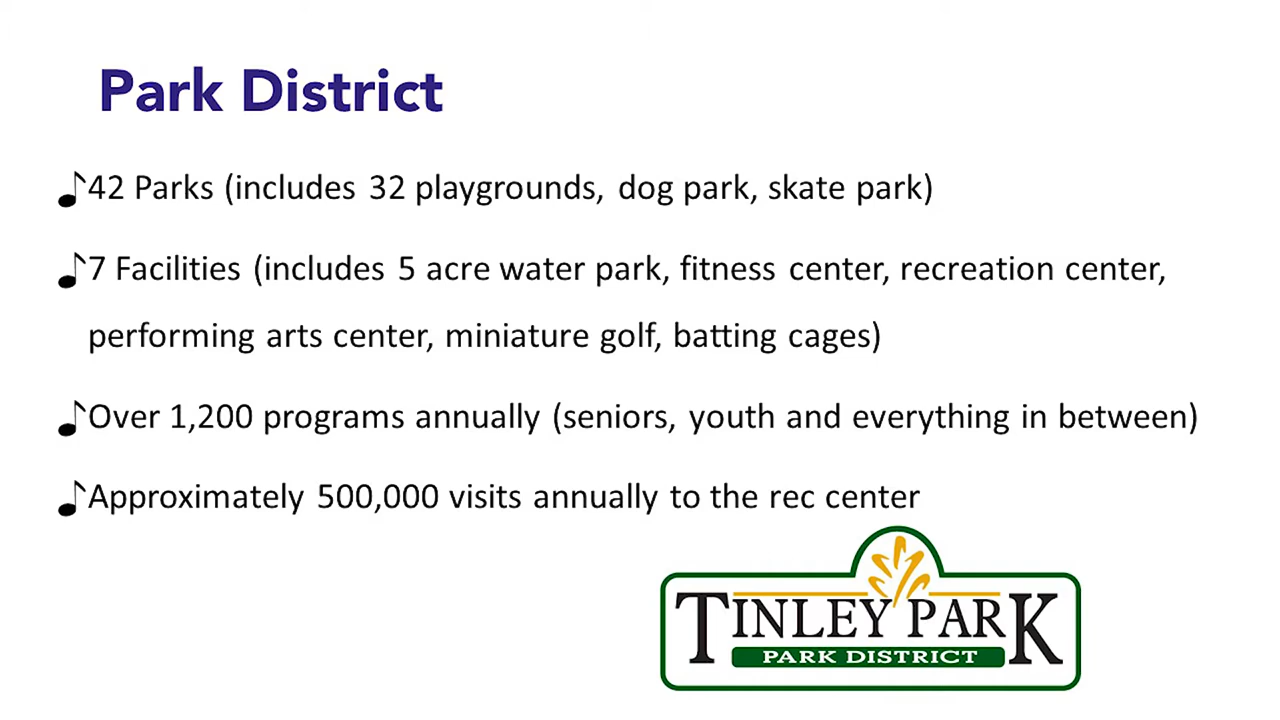 Park District
♪42 Parks (includes 32 playgrounds, dog park, skate park)
♪7 Facilities (includes 5 acre water park, fitness center, recreation center,
performing arts center, miniature golf, batting cages)
♪Over 1,200 programs annually (seniors, youth and everything in between)
♪Approximately 500,000 visits annually to the rec center
TINLEY PARK
PARK DISTRICT